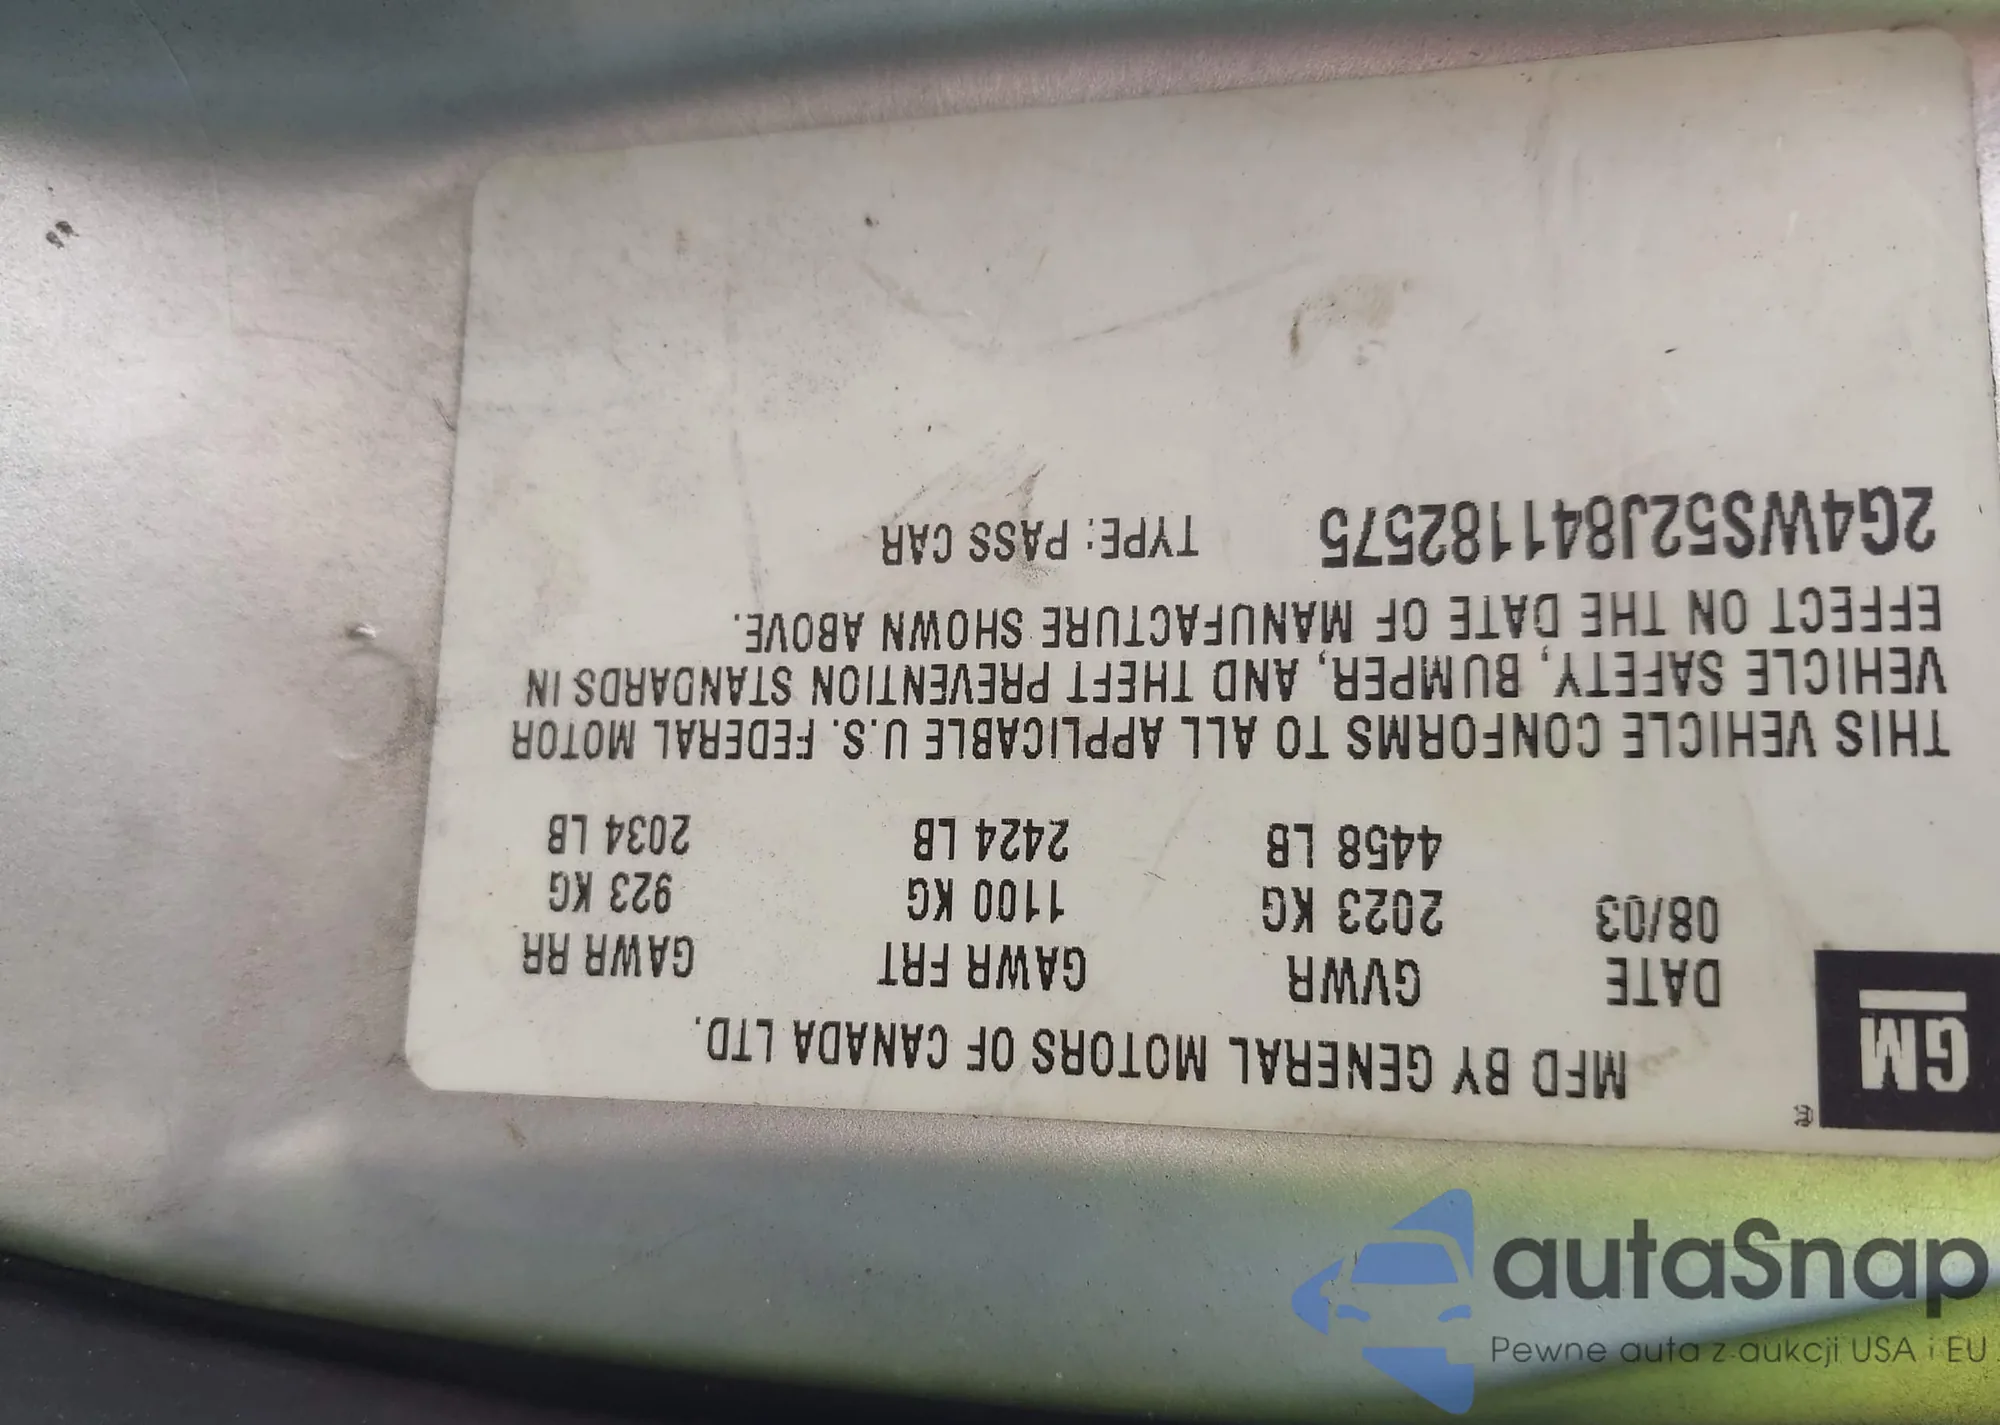 GM
®
MFD BY GENERAL MOTORS OF CANADA LTD.
DATE GVWR GAWR FRT GAWR RR
08/03 2023 KG 1100 KG 923 KG
4458 LB 2424 LB 2034 LB
THIS VEHICLE CONFORMS TO ALL APPLICABLE U.S. FEDERAL MOTOR
VEHICLE SAFETY, BUMPER, AND THEFT PREVENTION STANDARDS IN
EFFECT ON THE DATE OF MANUFACTURE SHOWN ABOVE.
2G4WS52J841182575 TYPE: PASS CAR
autaSnap
Pewne auta z aukcji USA i EU